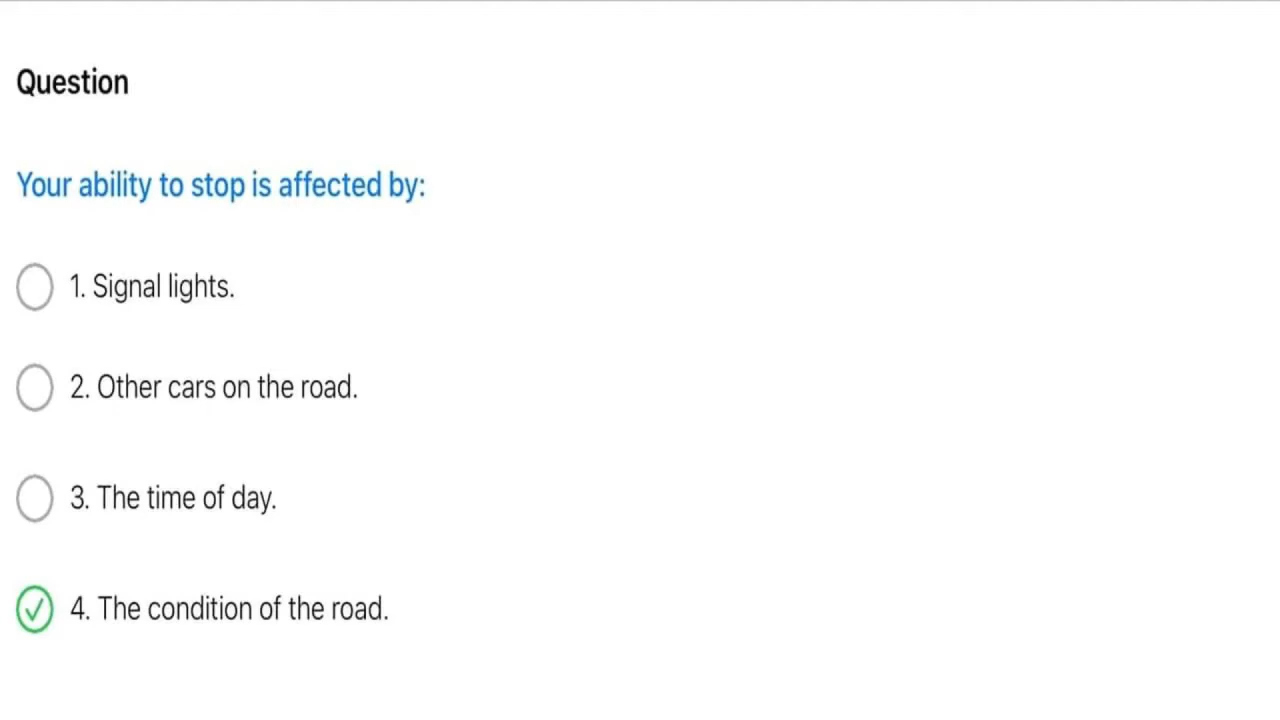 Question
Your ability to stop is affected by:
1. Signal lights.
2. Other cars on the road.
3. The time of day.
4. The condition of the road.